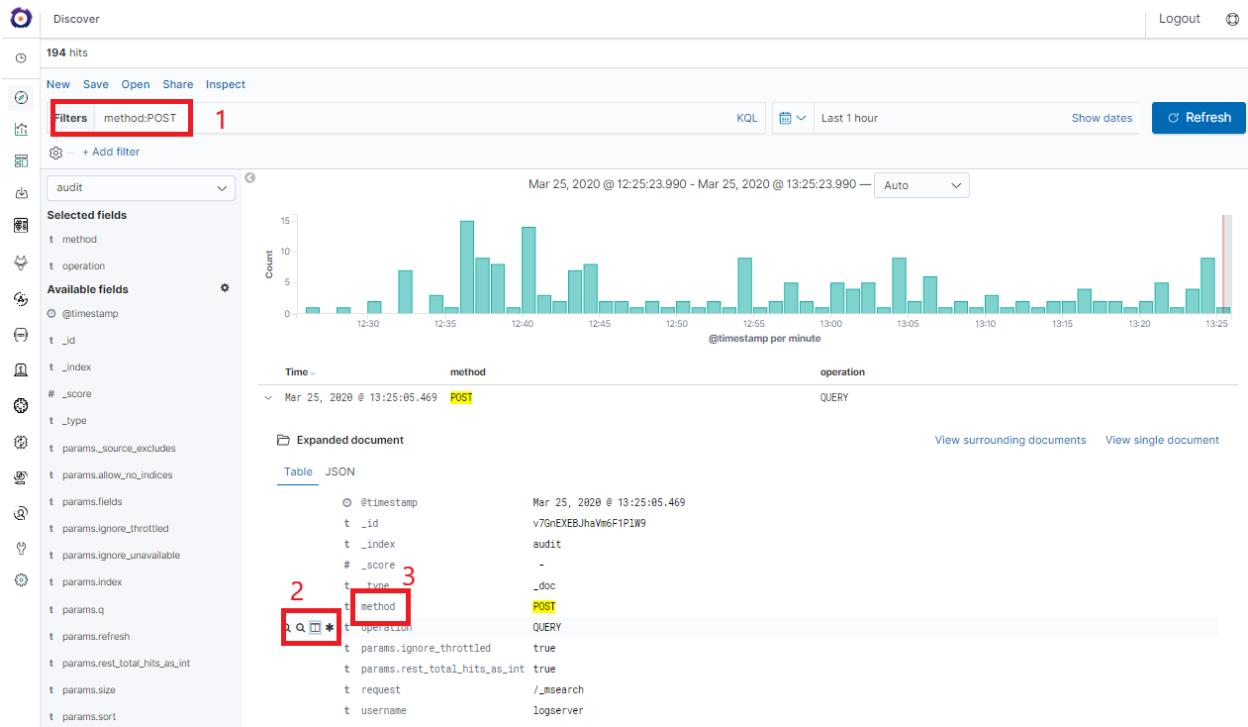 Discover
Logout
194 hits
New Save Open Share Inspect
Filters method:POST
1
KQL
Last 1 hour
Show dates
Refresh
+ Add filter
audit
Selected fields
t method
t operation
Available fields
@timestamp
t _id
t _index
# _score
t _type
t params._source_excludes
t params.allow_no_indices
t params.fields
t params.ignore_throttled
t params.ignore_unavailable
t params.index
t params.q
t params.refresh
t params.rest_total_hits_as_int
t params.size
t params.sort
Mar 25, 2020 @ 12:25:23.990 - Mar 25, 2020 @ 13:25:23.990 —
Auto
Count
15
10
5
0
12:30 12:35 12:40 12:45 12:50 12:55 13:00 13:05 13:10 13:15 13:20 13:25
@timestamp per minute
Time method operation
Mar 25, 2020 @ 13:25:05.469 POST QUERY
Expanded document
View surrounding documents View single document
Table JSON
@timestamp Mar 25, 2020 @ 13:25:05.469
t _id v7GnEXEBJhaVm6F1PlW9
t _index audit
# _score -
t _type _doc
3
t method POST
2
t operation QUERY
t params.ignore_throttled true
t params.rest_total_hits_as_int true
t request /_msearch
t username logserver